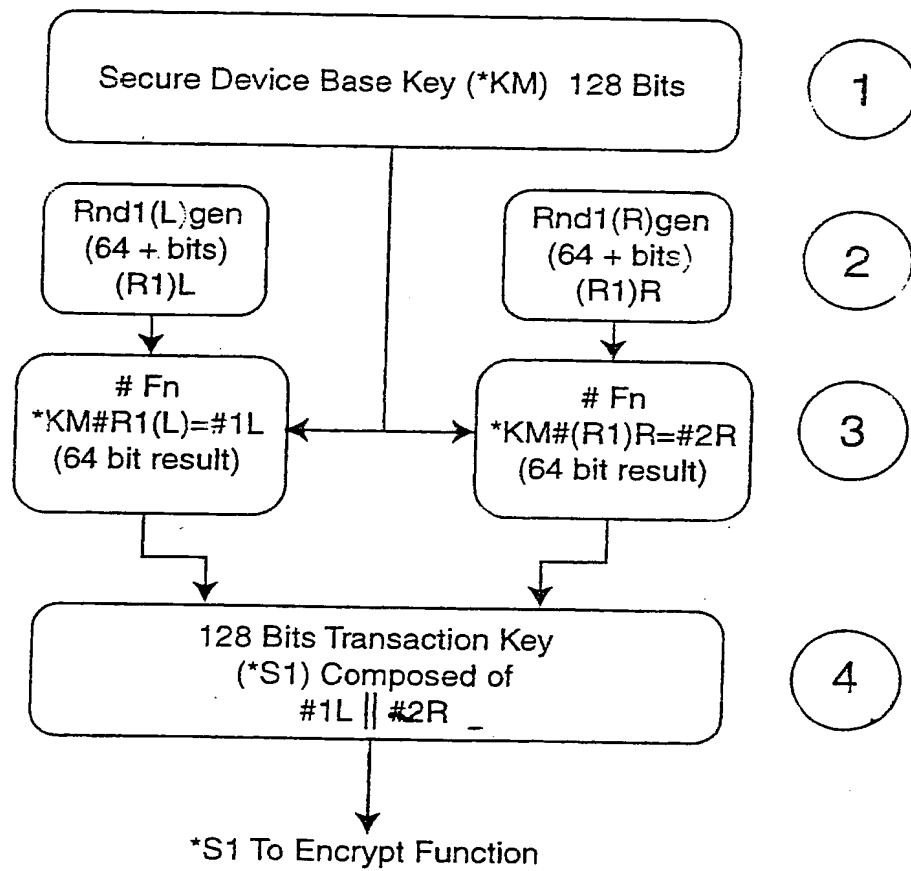 Secure Device Base Key (*KM) 128 Bits
1
Rnd1(L)gen
(64 + bits)
(R1)L
Rnd1(R)gen
(64 + bits)
(R1)R
2
# Fn
*KM#R1(L)=#1L
(64 bit result)
# Fn
*KM#(R1)R=#2R
(64 bit result)
3
128 Bits Transaction Key
(*S1) Composed of
#1L || #2R
4
*S1 To Encrypt Function